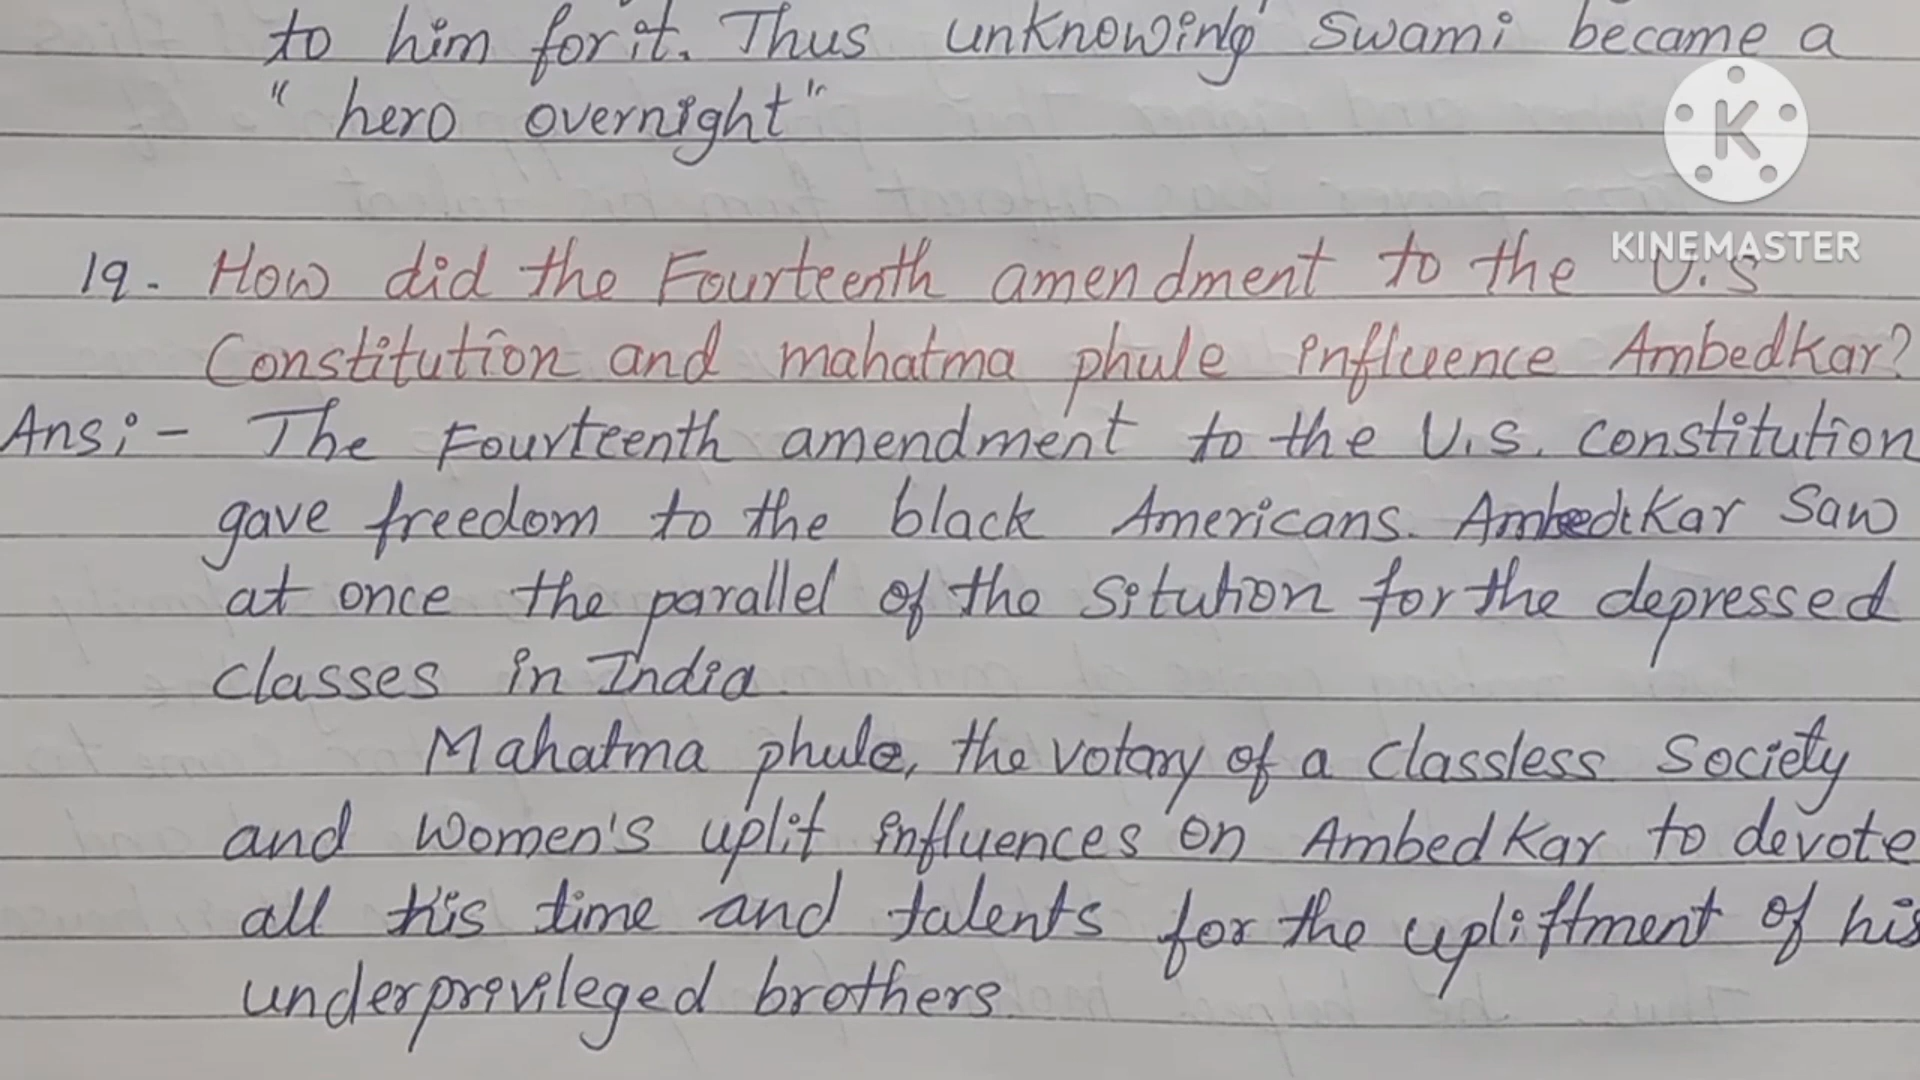 to him for it. Thus unknowing Swami became a
" hero overnight"
KINEMASTER
19. How did the Fourteenth amendment to the U.S
Constitution and mahatma phule influence Ambedkar?
Ans:- The Fourteenth amendment to the U.S. constitution
gave freedom to the black Americans. Ambedkar Saw
at once the parallel of the sitution for the depressed
classes in India.
Mahatma phule, the votary of a classless society
and women's uplit influences on Ambedkar to devote
all his time and talents for the upliftment of his
underprivileged brothers